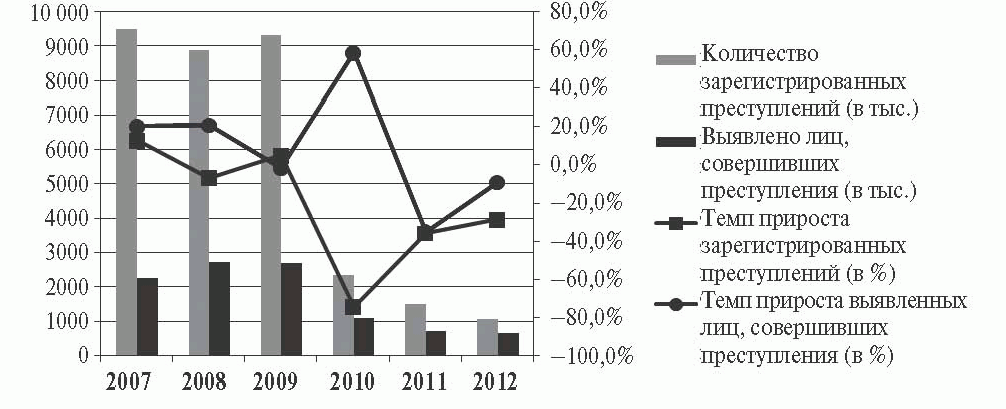 10 000
9000
8000
7000
6000
5000
4000
3000
2000
1000
0
80,0%
60,0%
40,0%
20,0%
0,0%
–20,0%
–40,0%
–60,0%
–80,0%
–100,0%
2007 2008 2009 2010 2011 2012
Количество
зарегистрированных
преступлений (в тыс.)
Выявлено лиц,
совершивших
преступления (в тыс.)
Темп прироста
зарегистрированных
преступлений (в %)
Темп прироста выявленных
лиц, совершивших
преступления (в %)